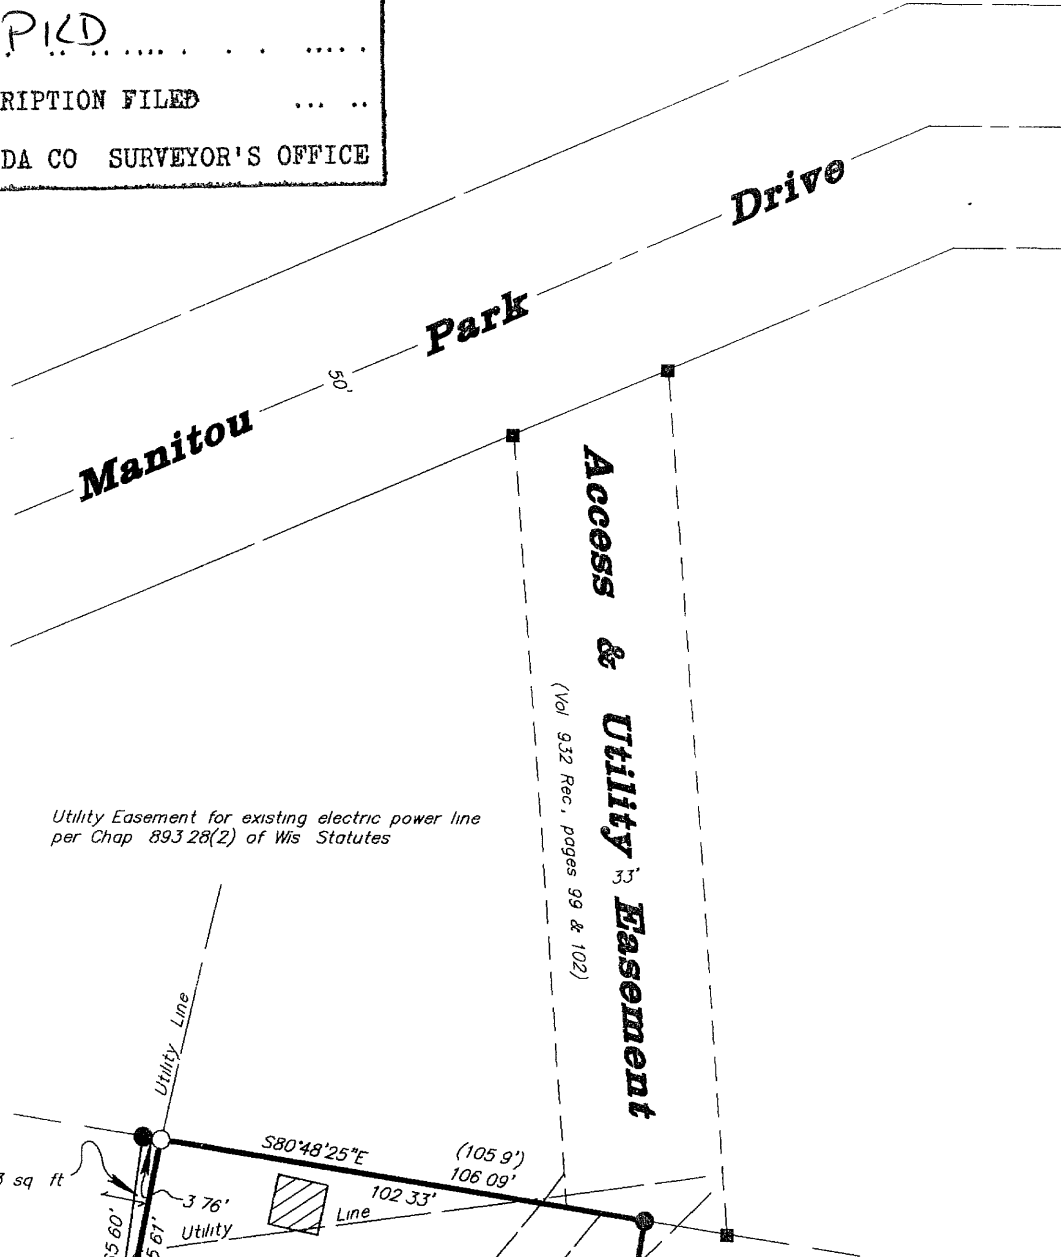 PKD
RIPTION FILED
DA CO SURVEYOR'S OFFICE
Manitou Park Drive
50'
Access & Utility Easement
(Vol 932 Rec, pages 99 & 102)
33'
Utility Easement for existing electric power line
per Chap 893 28(2) of Wis Statutes
Utility Line
S80°48'25"E
(105 9')
106 09'
102 33'
sq ft
3 76'
Utility Line
5 60'
5 61'